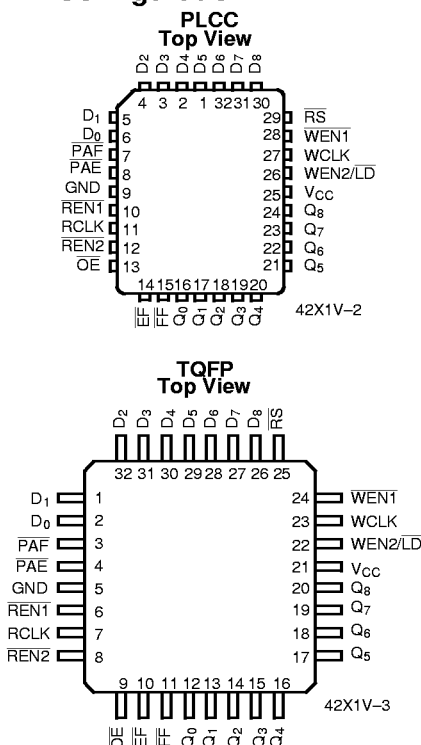 PLCC
Top View
D2 D3 D4 D5 D6 D7 D8
4 3 2 1 32 31 30
D1 5
D0 6
PAF 7
PAE 8
GND 9
REN1 10
RCLK 11
REN2 12
OE 13
29 RS
28 WEN1
27 WCLK
26 WEN2/LD
25 VCC
24 Q8
23 Q7
22 Q6
21 Q5
14 15 16 17 18 19 20
EF FF Q0 Q1 Q2 Q3 Q4
42X1V–2
TQFP
Top View
D2 D3 D4 D5 D6 D7 D8 RS
32 31 30 29 28 27 26 25
D1 1
D0 2
PAF 3
PAE 4
GND 5
REN1 6
RCLK 7
REN2 8
24 WEN1
23 WCLK
22 WEN2/LD
21 VCC
20 Q8
19 Q7
18 Q6
17 Q5
9 10 11 12 13 14 15 16
OE EF FF Q0 Q1 Q2 Q3 Q4
42X1V–3